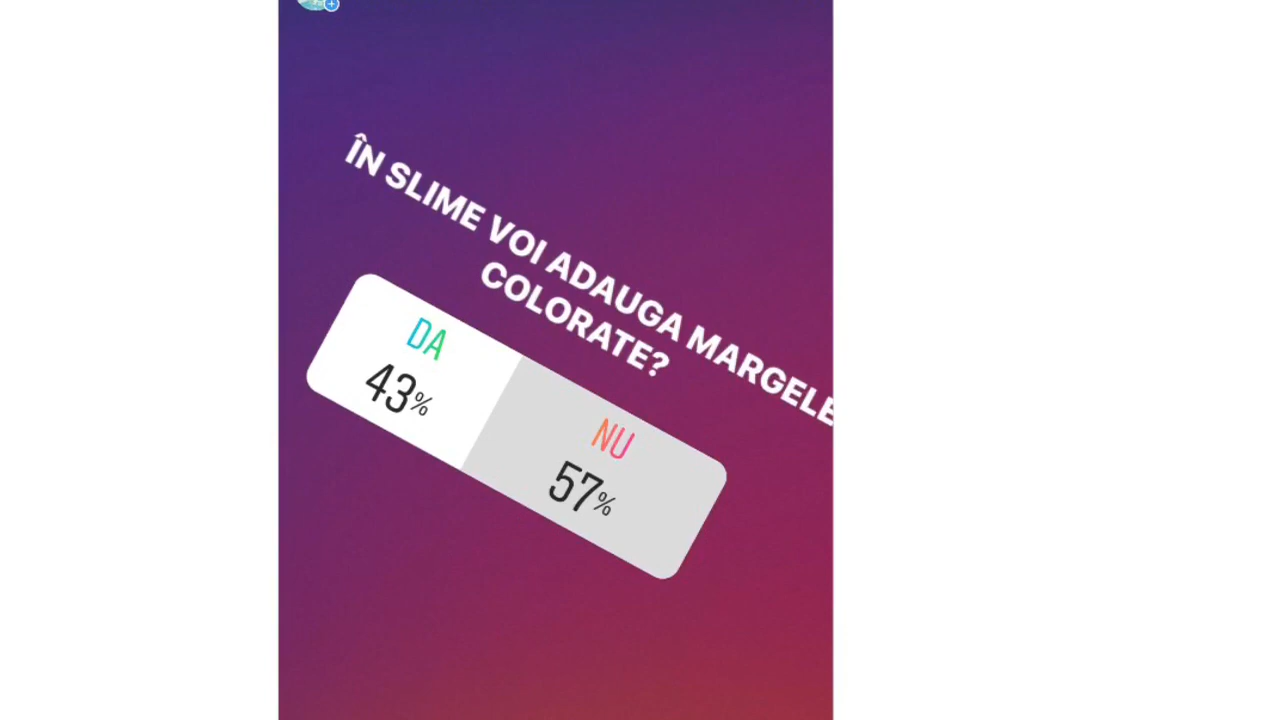 ÎN SLIME VOI ADAUGA MARGELE
COLORATE?
DA
43%
NU
57%